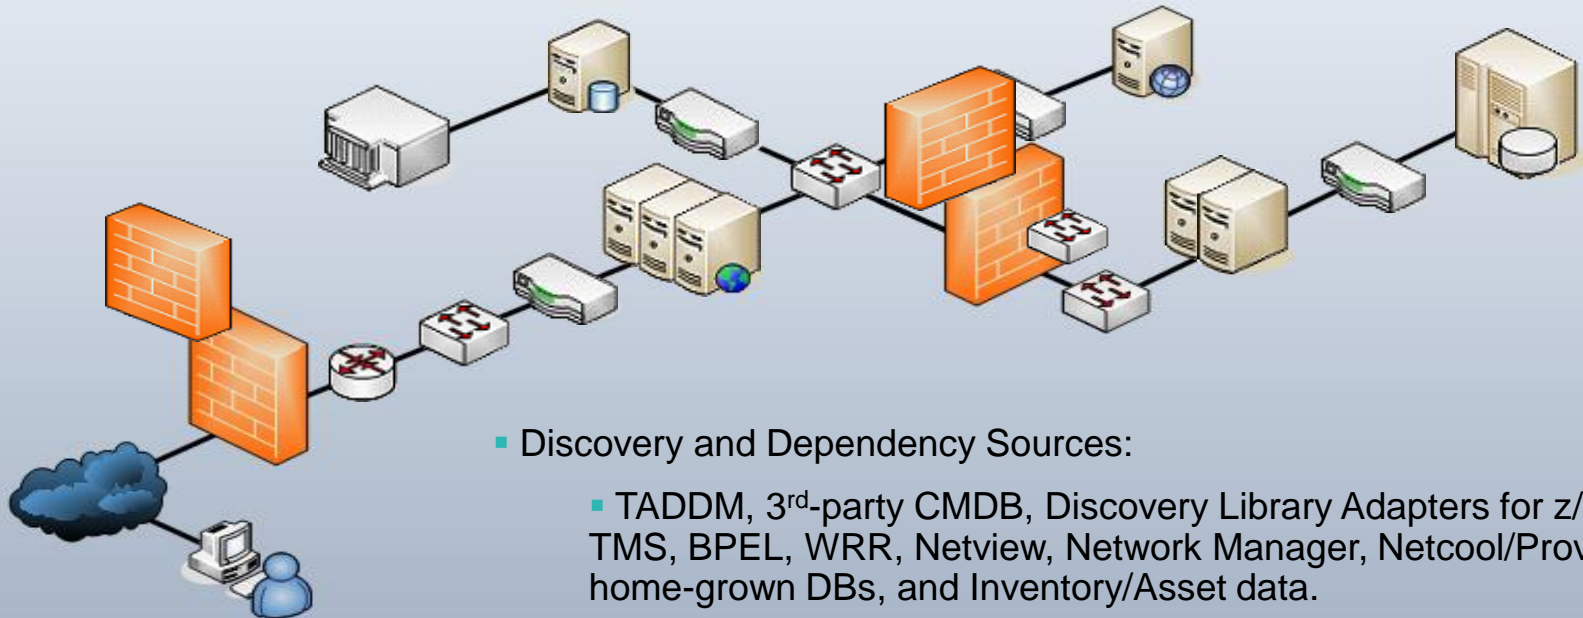 ▪ Discovery and Dependency Sources:
▪ TADDM, 3rd-party CMDB, Discovery Library Adapters for z/
TMS, BPEL, WRR, Netview, Network Manager, Netcool/Prov
home-grown DBs, and Inventory/Asset data.